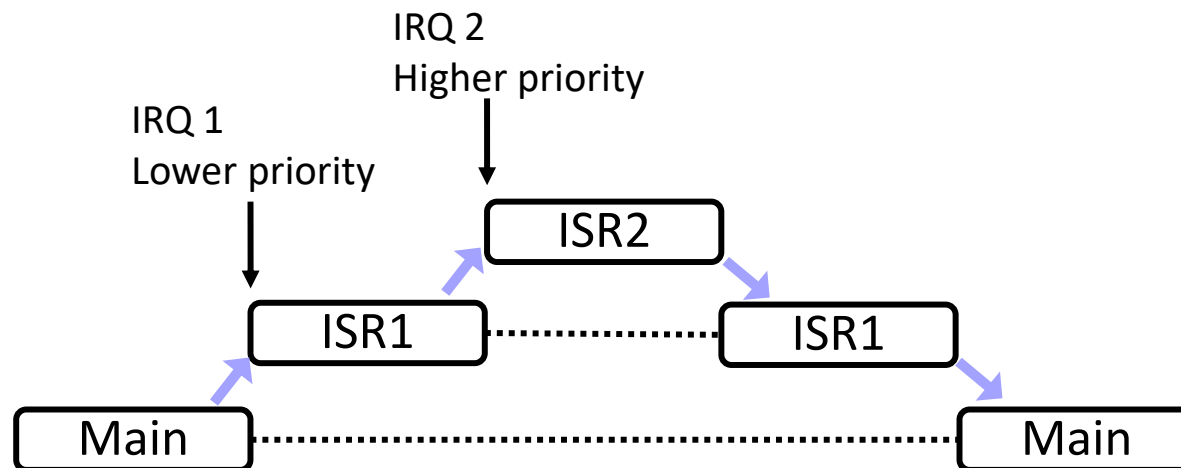 IRQ 2
Higher priority
IRQ 1
Lower priority
ISR2
ISR1
ISR1
Main
Main